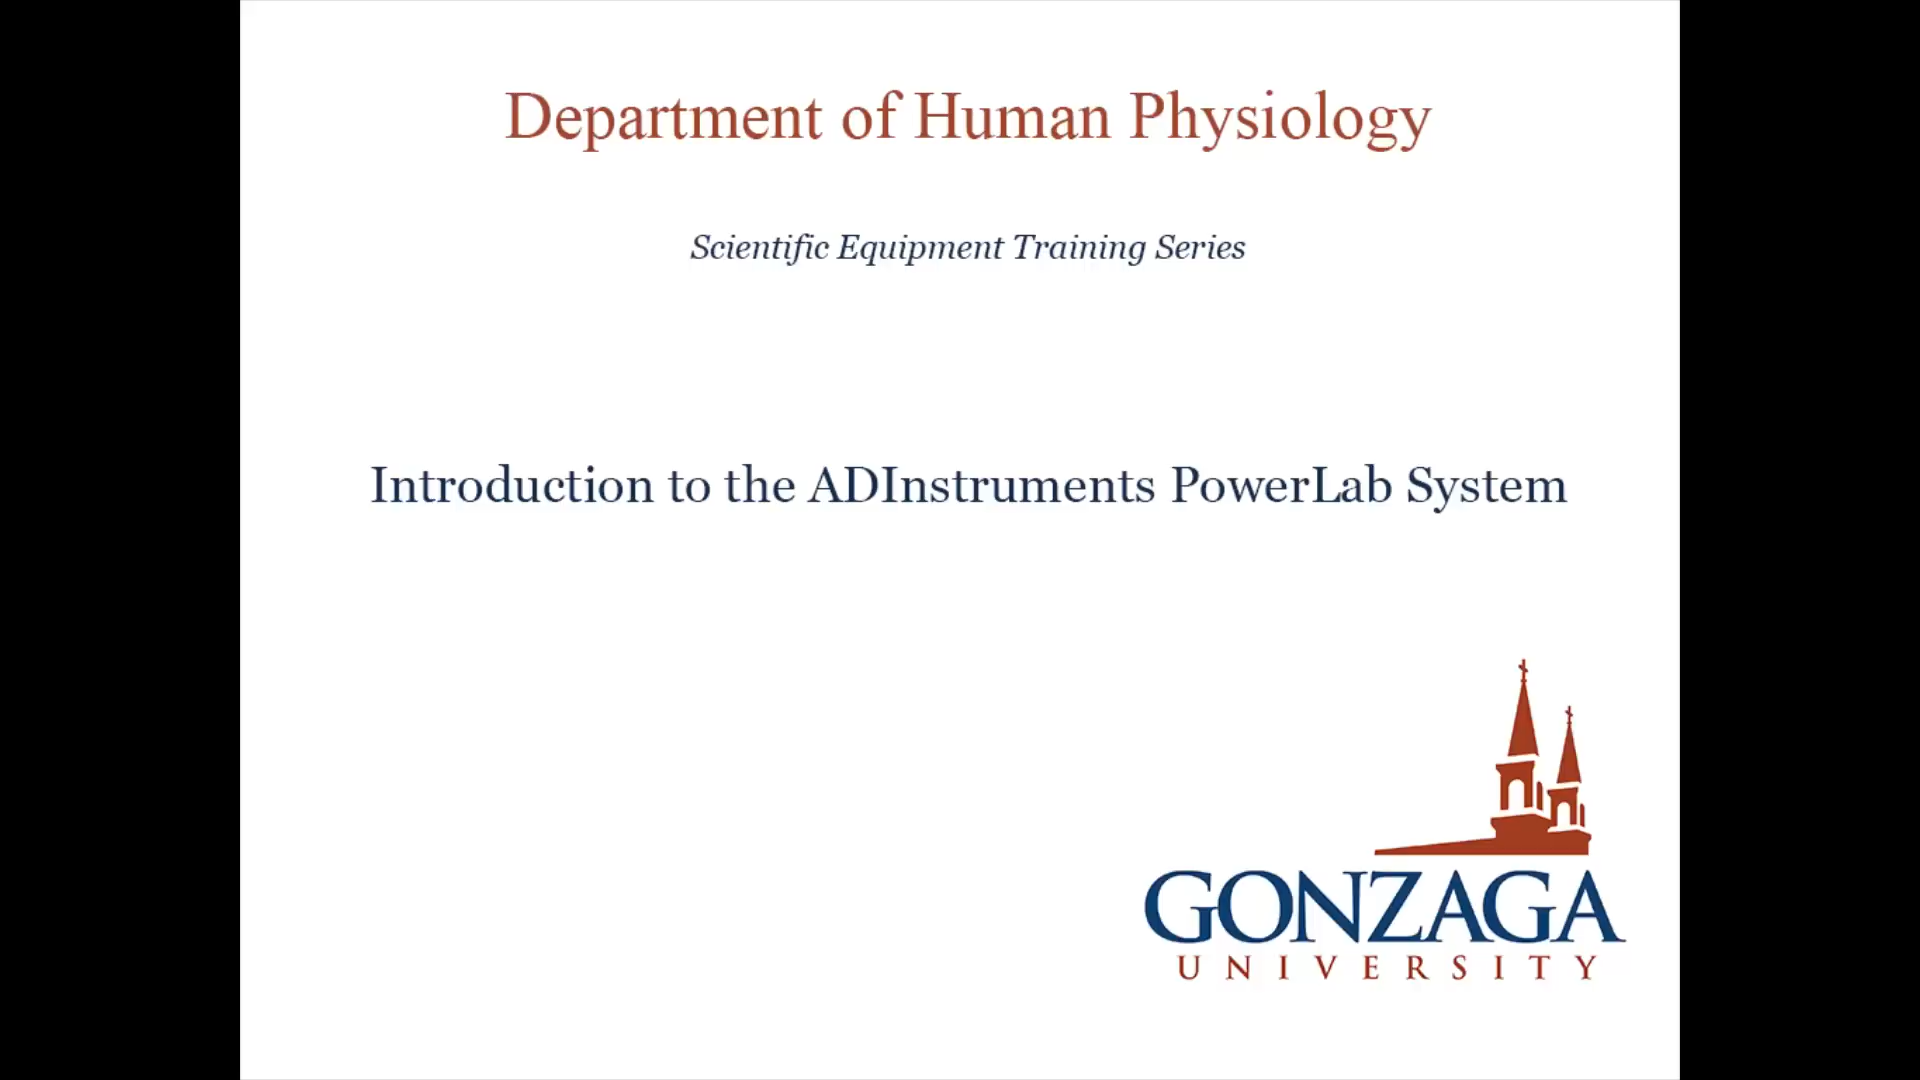 Department of Human Physiology
Scientific Equipment Training Series
Introduction to the ADInstruments PowerLab System
GONZAGA
UNIVERSITY